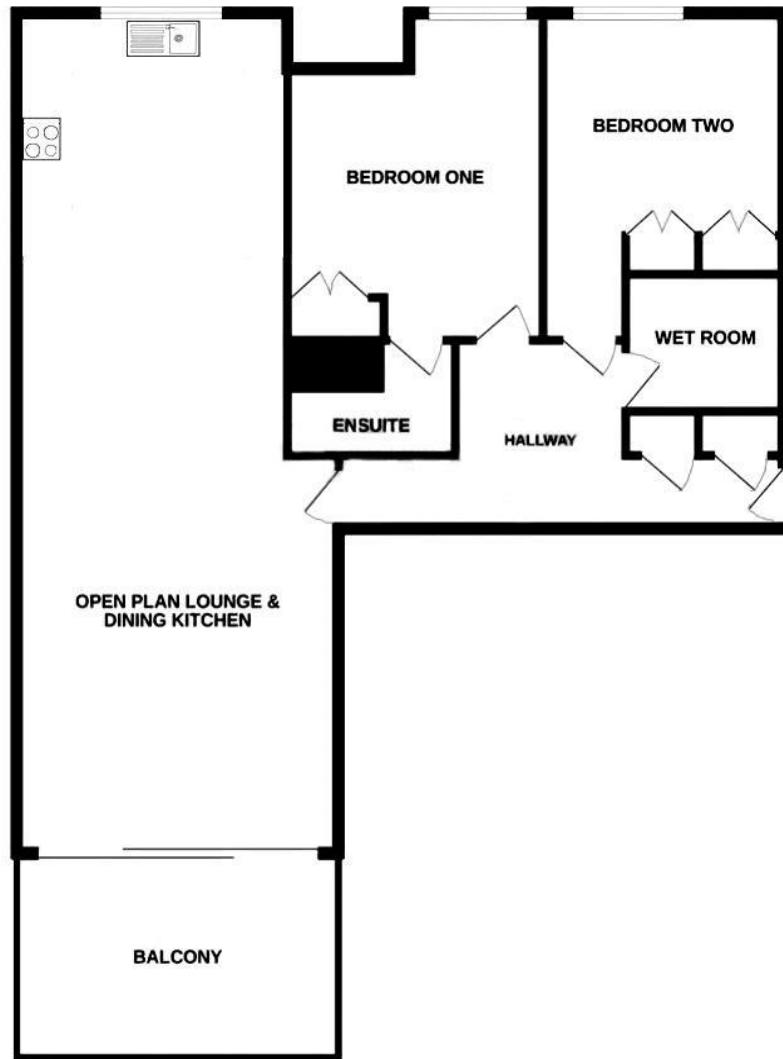 BEDROOM TWO
BEDROOM ONE
WET ROOM
ENSUITE
HALLWAY
OPEN PLAN LOUNGE &
DINING KITCHEN
BALCONY